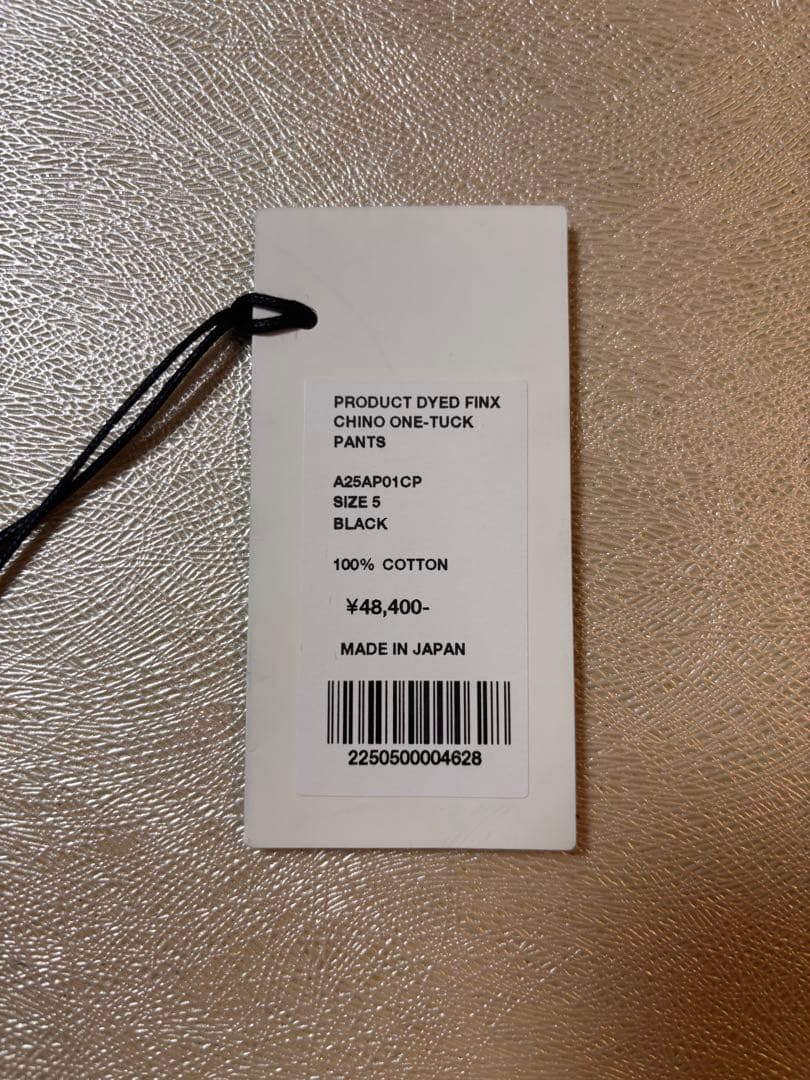 PRODUCT DYED FINX
CHINO ONE-TUCK
PANTS
A25AP01CP
SIZE 5
BLACK
100% COTTON
¥48,400-
MADE IN JAPAN
2250500004628